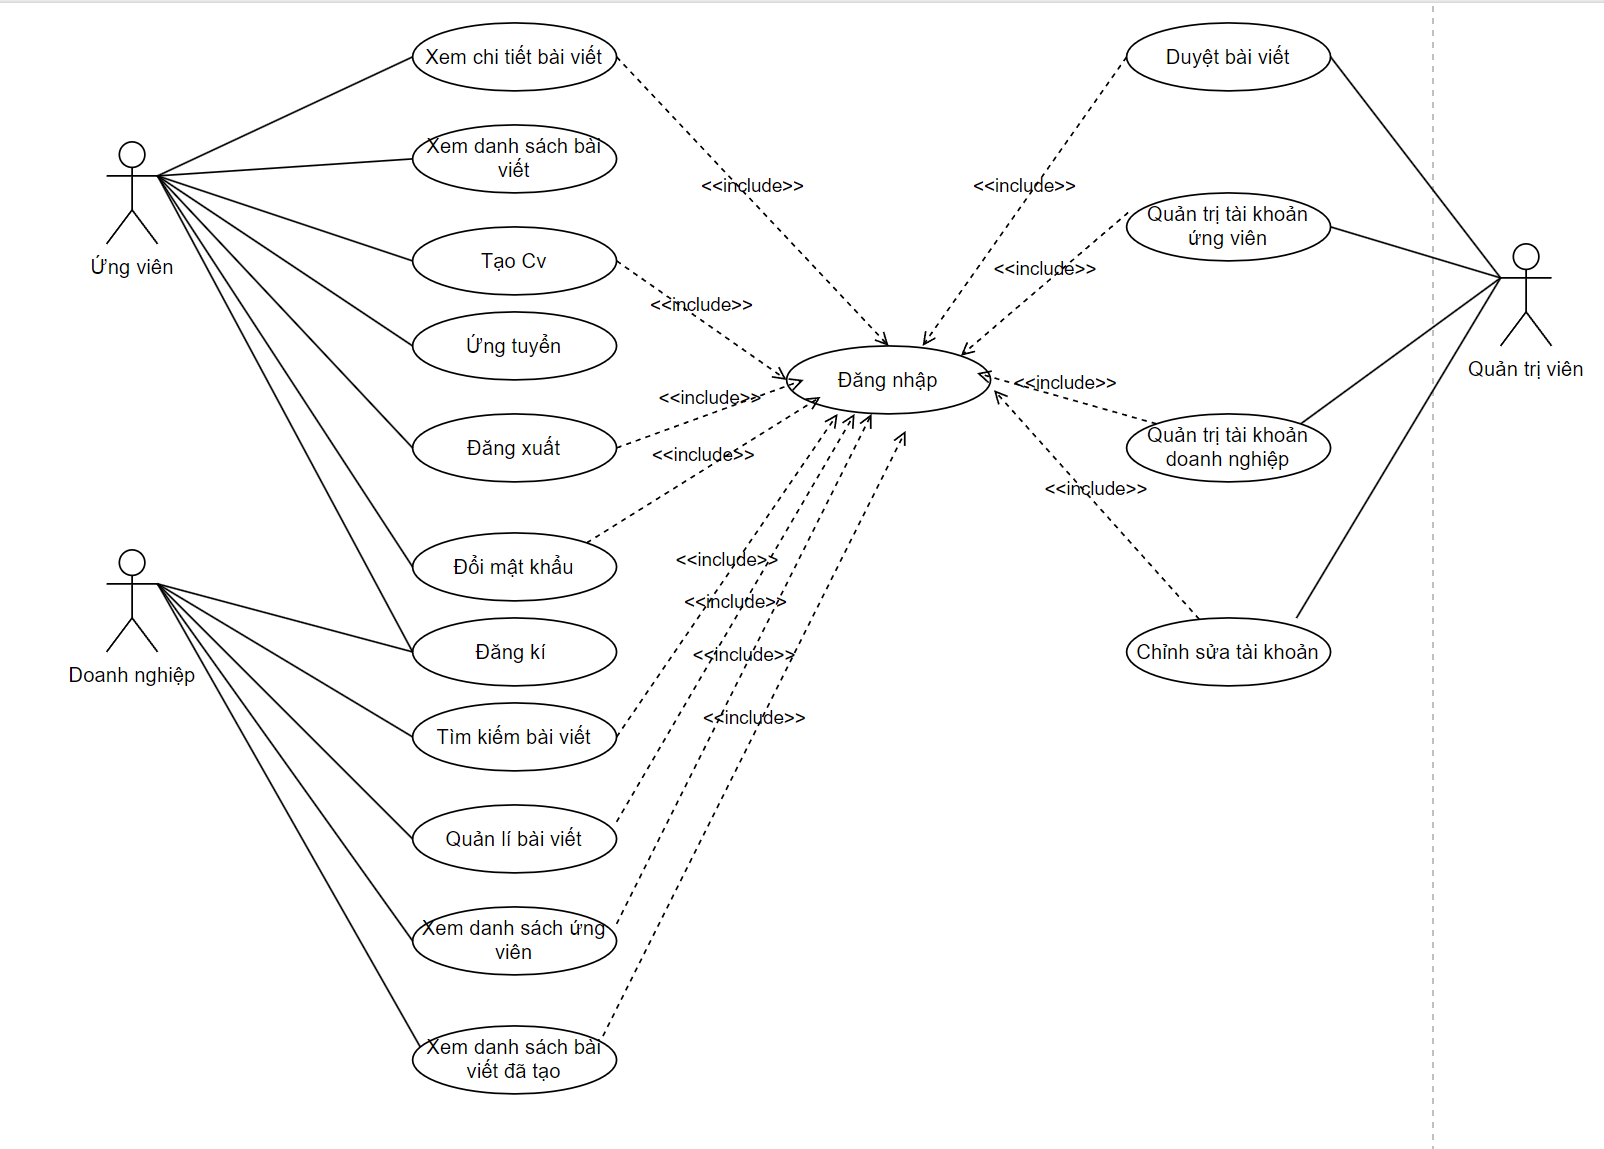 Xem chi tiết bài viết
Duyệt bài viết
Xem danh sách bài
viết
<<include>>
<<include>>
Quản trị tài khoản
ứng viên
Ứng viên
Tạo Cv
<<include>>
<<include>>
Ứng tuyển
Đăng nhập
<<include>>
Quản trị viên
<<include>>
Đăng xuất
<<include>>
Quản trị tài khoản
doanh nghiệp
<<include>>
Đổi mật khẩu
<<include>>
<<include>>
Đăng kí
<<include>>
Chỉnh sửa tài khoản
Doanh nghiệp
<<include>>
Tìm kiếm bài viết
Quản lí bài viết
Xem danh sách ứng
viên
Xem danh sách bài
viết đã tạo